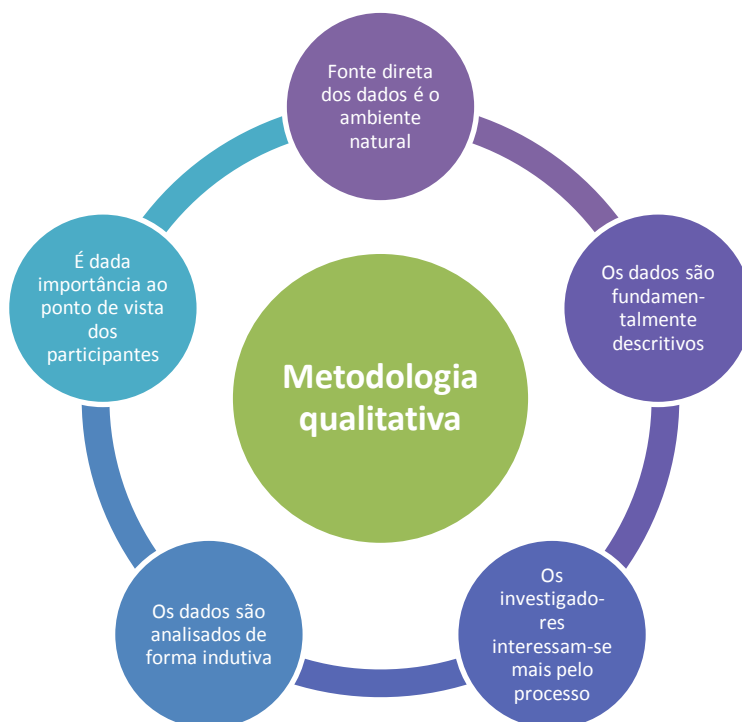 Fonte direta
dos dados é o
ambiente
natural
Os dados são
fundamen-
talmente
descritivos
Os
investigado-
res
interessam-se
mais pelo
processo
Os dados são
analisados de
forma indutiva
É dada
importância ao
ponto de vista
dos
participantes
Metodologia
qualitativa